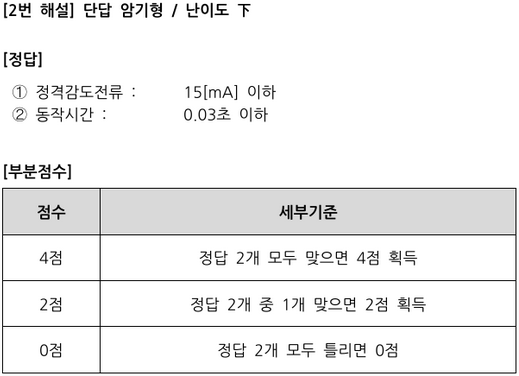 [2번 해설] 단답 암기형 / 난이도 下
[정답]
① 정격감도전류 : 15[mA] 이하
② 동작시간 : 0.03초 이하
[부분점수]
점수 세부기준
4점 정답 2개 모두 맞으면 4점 획득
2점 정답 2개 중 1개 맞으면 2점 획득
0점 정답 2개 모두 틀리면 0점